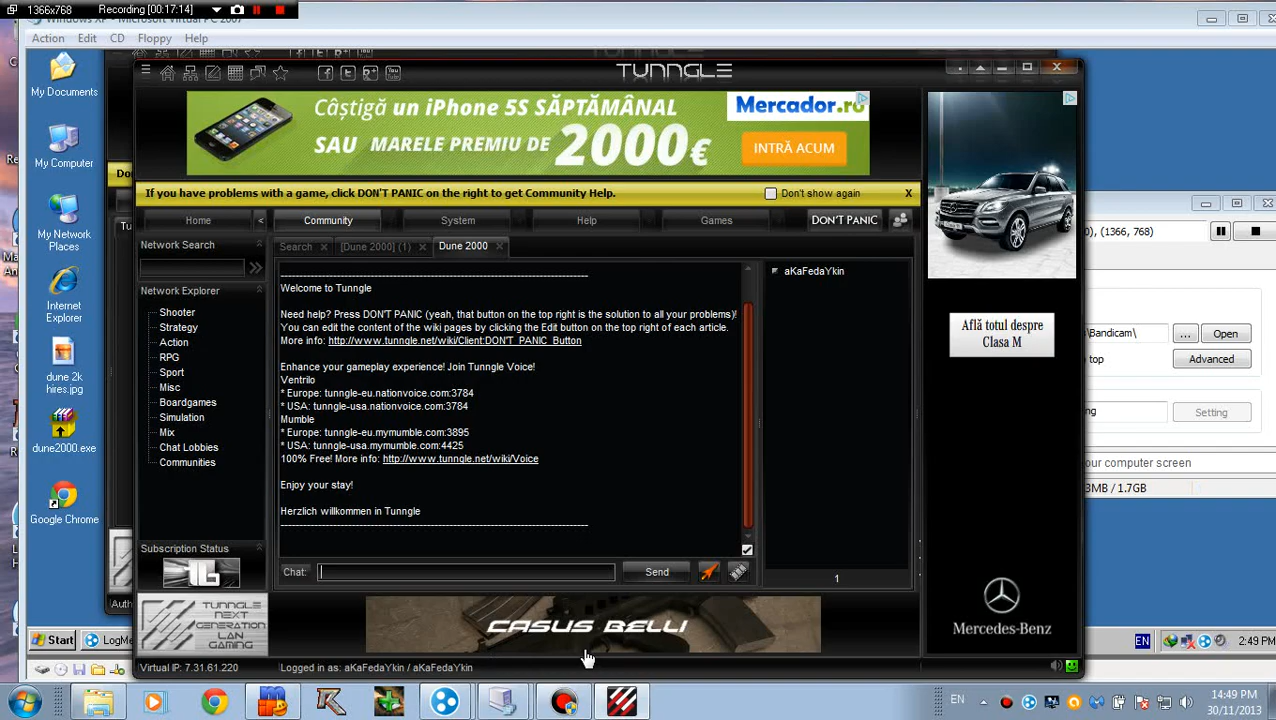 1366x768 Recording [00:17:14]
Windows XP - Microsoft Virtual PC 2007
Action Edit CD Floppy Help
My Documents
My Computer
My Network
Places
Internet
Explorer
dune 2k
hires.jpg
dune2000.exe
Google Chrome
TUNNGLE
Câștigă un iPhone 5S SĂPTĂMÂNAL
SAU MARELE PREMIU DE 2000€
Mercador.ro
INTRĂ ACUM
If you have problems with a game, click DON'T PANIC on the right to get Community Help.
Don't show again X
Home < Community System Help Games DON'T PANIC
Network Search
Network Explorer
Shooter
Strategy
Action
RPG
Sport
Misc
Boardgames
Simulation
Mix
Chat Lobbies
Communities
Subscription Status
Search × [Dune 2000] (1) × Dune 2000 ×
Welcome to Tunngle
Need help? Press DON'T PANIC (yeah, that button on the top right is the solution to all your problems)!
You can edit the content of the wiki pages by clicking the Edit button on the top right of each article.
More info: http://www.tunngle.net/wiki/Client:DON'T_PANIC_Button
Enhance your gameplay experience! Join Tunngle Voice!
Ventrilo
* Europe: tunngle-eu.nationvoice.com:3784
* USA: tunngle-usa.nationvoice.com:3784
Mumble
* Europe: tunngle-eu.mymumble.com:3895
* USA: tunngle-usa.mymumble.com:4425
100% Free! More info: http://www.tunngle.net/wiki/Voice
Enjoy your stay!
Herzlich willkommen in Tunngle
Chat: Send
aKaFedaYkin
1
TUNNGLE
NEXT
GENERATION
LAN
GAMING
CASUS BELLI
Virtual IP: 7.31.61.220 Logged in as: aKaFedaYkin / aKaFedaYkin
Află totul despre
Clasa M
Mercedes-Benz
(1366, 768)
\Bandicam\ ... Open
top Advanced
Setting
your computer screen
MB / 1.7GB
Start LogMe
EN 2:49 PM
EN 14:49 PM
30/11/2013